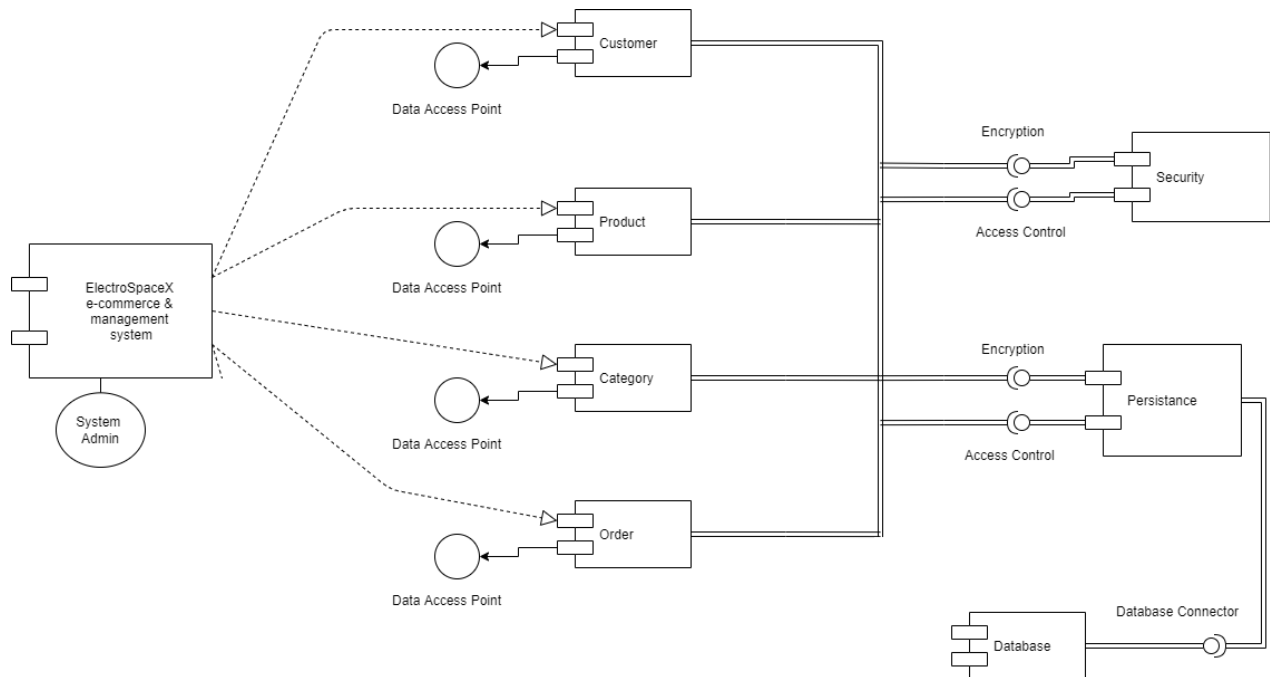 Customer
Data Access Point
Encryption
Security
Access Control
Product
Data Access Point
ElectroSpaceX
e-commerce &
management
system
System
Admin
Encryption
Category
Persistance
Data Access Point
Access Control
Order
Data Access Point
Database Connector
Database